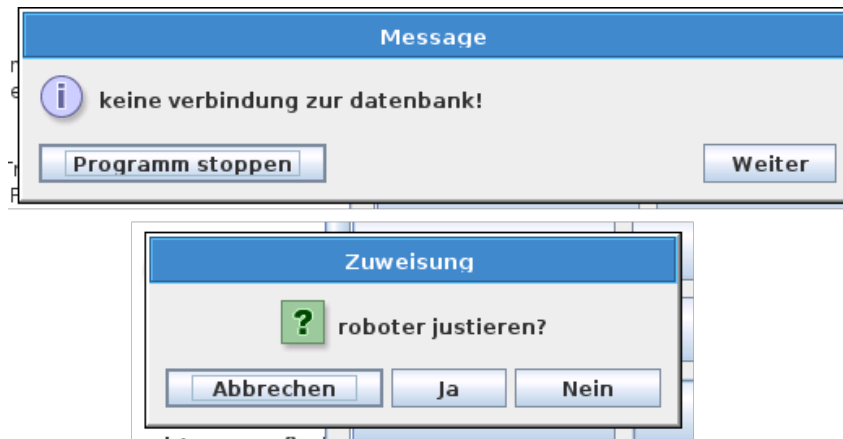 Message
keine verbindung zur datenbank!
Programm stoppen
Weiter
Zuweisung
roboter justieren?
Abbrechen
Ja
Nein